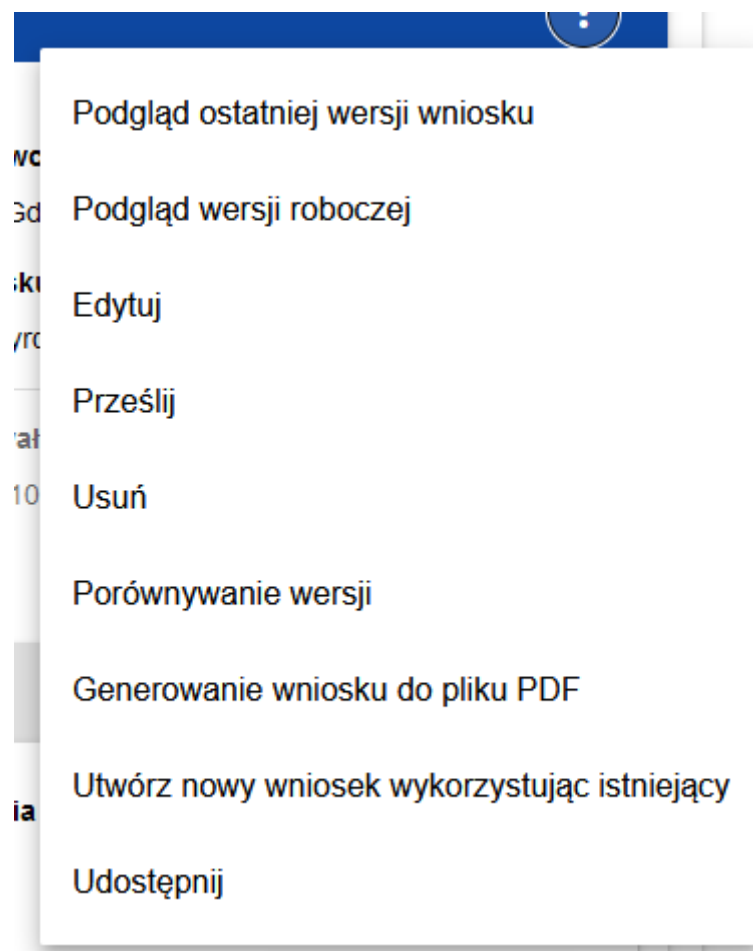 Podgląd ostatniej wersji wniosku
Podgląd wersji roboczej
Edytuj
Prześlij
Usuń
10
Porównywanie wersji
Generowanie wniosku do pliku PDF
Utwórz nowy wniosek wykorzystując istniejący
Udostępnij